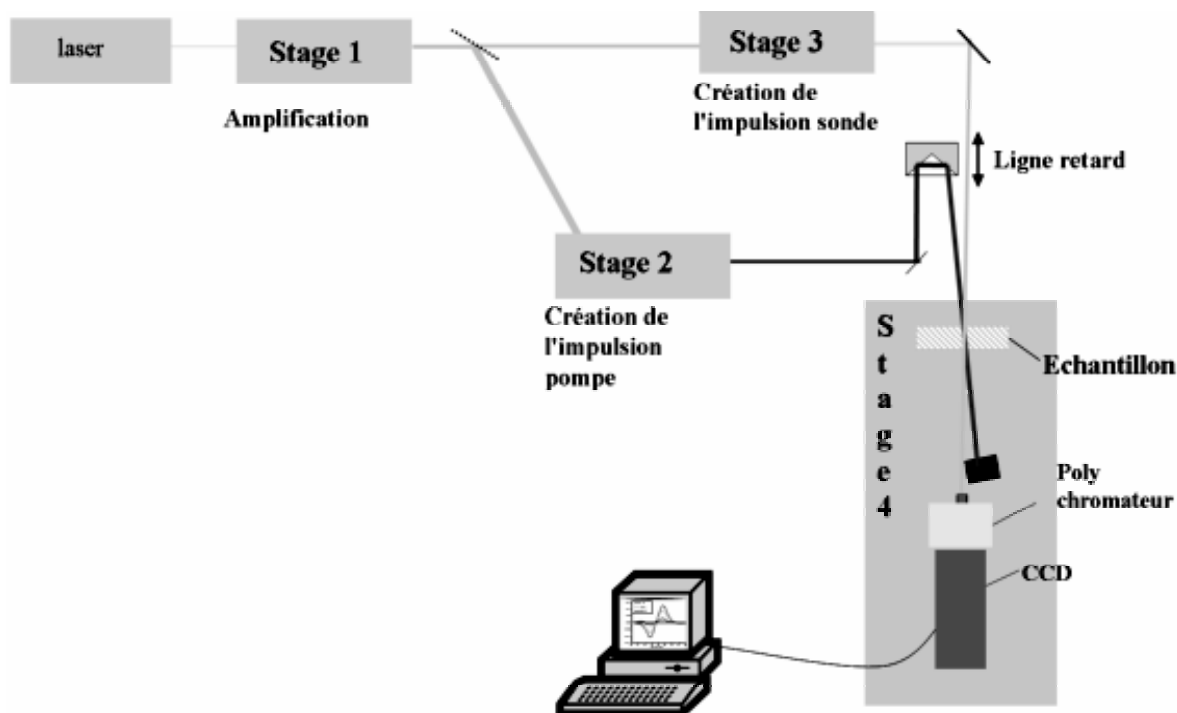 laser
Stage 1
Stage 3
Amplification
Création de
l'impulsion sonde
Ligne retard
Stage 2
Création de
l'impulsion
pompe
S
t
a
g
e
4
Echantillon
Poly
chromateur
CCD